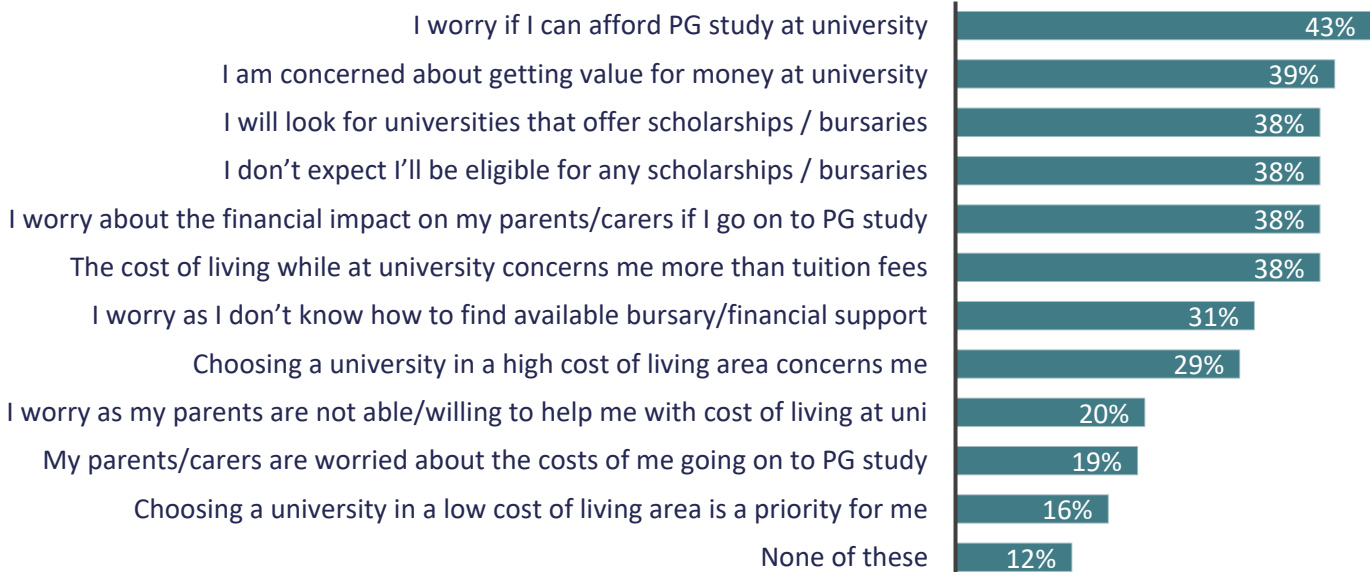 I worry if I can afford PG study at university 43%
I am concerned about getting value for money at university 39%
I will look for universities that offer scholarships / bursaries 38%
I don’t expect I’ll be eligible for any scholarships / bursaries 38%
I worry about the financial impact on my parents/carers if I go on to PG study 38%
The cost of living while at university concerns me more than tuition fees 38%
I worry as I don’t know how to find available bursary/financial support 31%
Choosing a university in a high cost of living area concerns me 29%
I worry as my parents are not able/willing to help me with cost of living at uni 20%
My parents/carers are worried about the costs of me going on to PG study 19%
Choosing a university in a low cost of living area is a priority for me 16%
None of these 12%